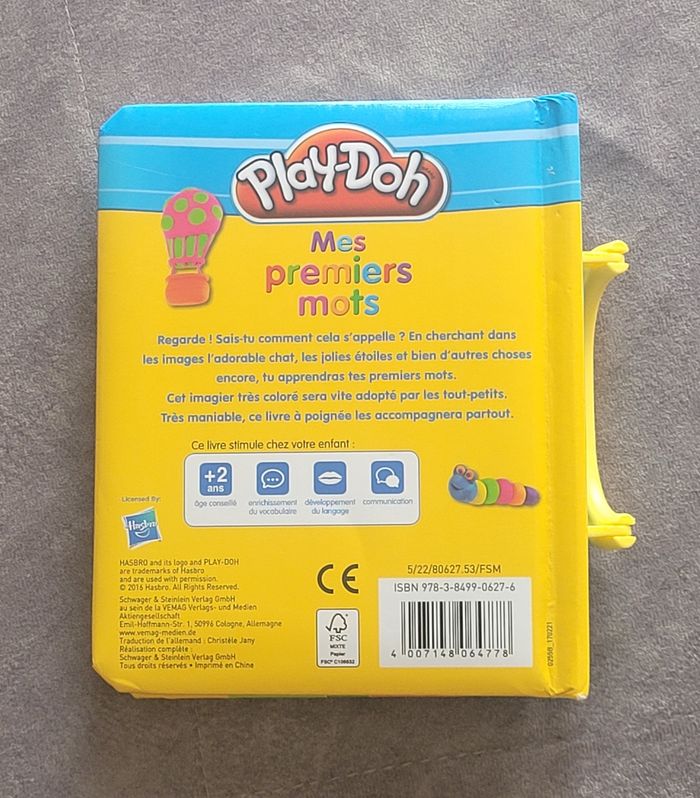 Play-Doh
Mes
premiers
mots
Regarde ! Sais-tu comment cela s'appelle ? En cherchant dans
les images l'adorable chat, les jolies étoiles et bien d'autres choses
encore, tu apprendras tes premiers mots.
Cet imagier très coloré sera vite adopté par les tout-petits.
Très maniable, ce livre à poignée les accompagnera partout.
Ce livre stimule chez votre enfant :
+2
ans
âge conseillé
enrichissement
du vocabulaire
développement
du langage
communication
Licensed By:
Hasbro
HASBRO and its logo and PLAY-DOH
are trademarks of Hasbro
and are used with permission.
© 2016 Hasbro. All Rights Reserved.
Schwager & Steinlein Verlag GmbH
au sein de la VEMAG Verlags- und Medien
Aktiengesellschaft
Emil-Hoffmann-Str. 1, 50996 Cologne, Allemagne
www.vemag-medien.de
Traduction de l'allemand : Christèle Jany
Réalisation complète :
Schwager & Steinlein Verlag GmbH
Tous droits réservés • Imprimé en Chine
CE
FSC
MIXTE
Papier
FSC® C106532
5/22/80627.53/FSM
ISBN 978-3-8499-0627-6
4 007148 064778
0255B_170221